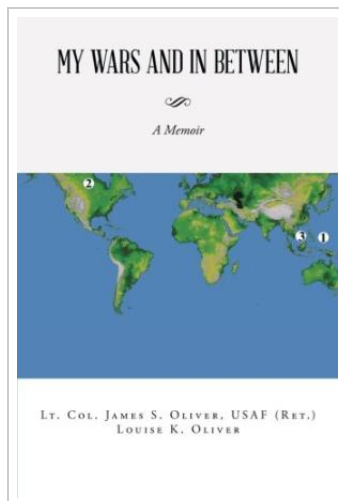 MY WARS AND IN BETWEEN
A Memoir
2
3 1
LT. COL. JAMES S. OLIVER, USAF (RET.)
LOUISE K. OLIVER